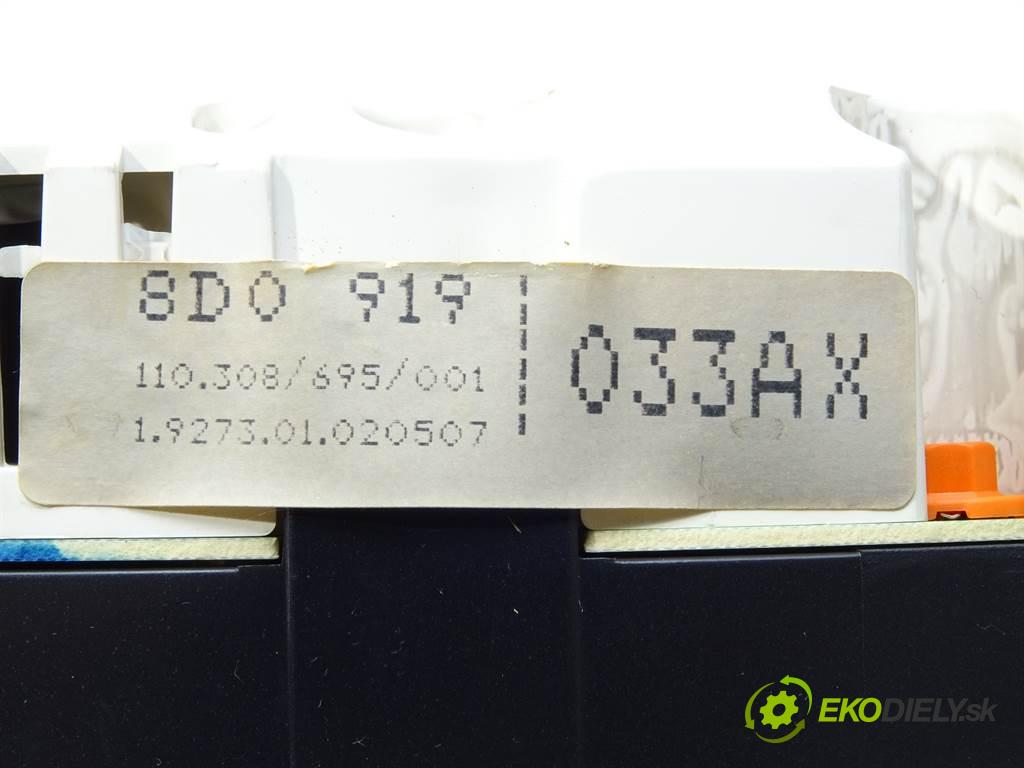 8D0 919
110.308/695/001
1.9273.01.020507
033AX
EKODIELY.sk